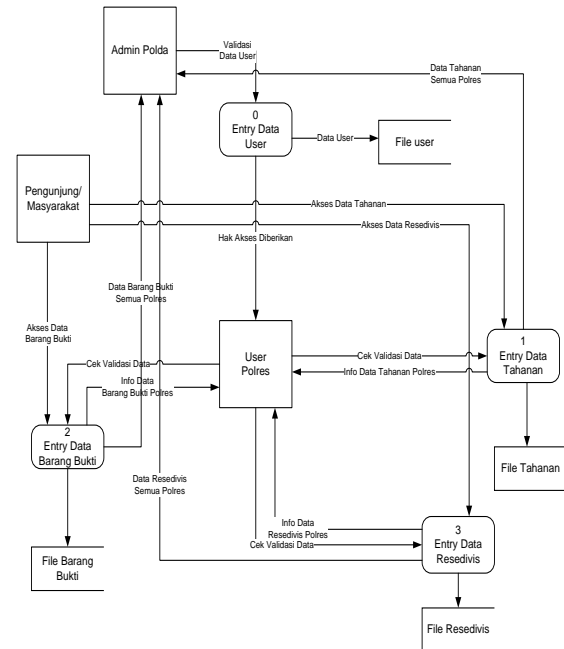 Admin Polda
Validasi
Data User
Data Tahanan
Semua Polres
0
Entry Data
User
Data User
File user
Pengunjung/
Masyarakat
Akses Data Tahanan
Akses Data Resedivis
Hak Akses Diberikan
Data Barang Bukti
Semua Polres
Akses Data
Barang Bukti
User
Polres
1
Entry Data
Tahanan
Cek Validasi Data
Info Data Tahanan Polres
Cek Validasi Data
Info Data
Barang Bukti Polres
2
Entry Data
Barang Bukti
File Tahanan
Data Resedivis
Semua Polres
Info Data
Resedivis Polres
Cek Validasi Data
3
Entry Data
Resedivis
File Barang
Bukti
File Resedivis